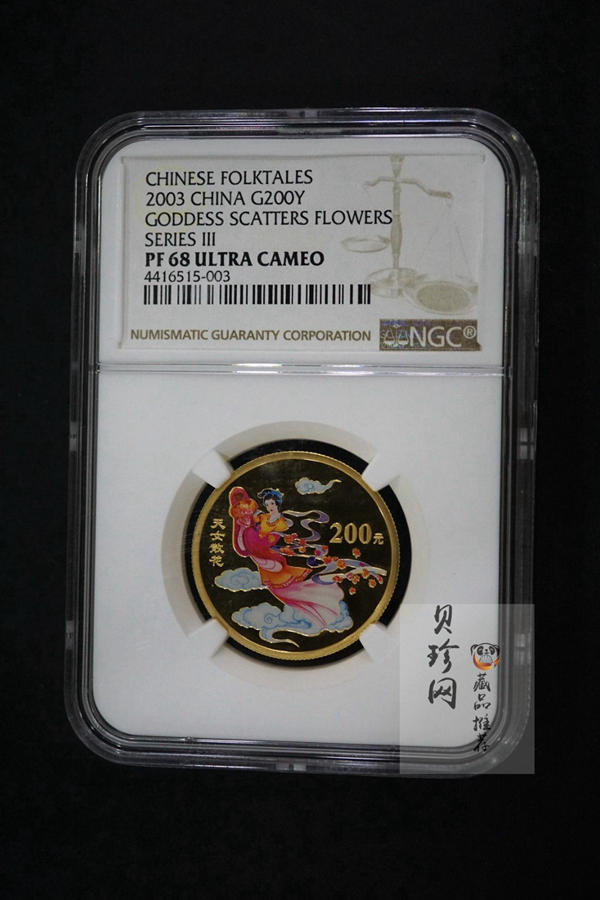 CHINESE FOLKTALES
2003 CHINA G200Y
GODDESS SCATTERS FLOWERS
SERIES III
PF 68 ULTRA CAMEO
4416515-003
NUMISMATIC GUARANTY CORPORATION
NGC®
天女散花
200元
贝珍网
藏品推荐